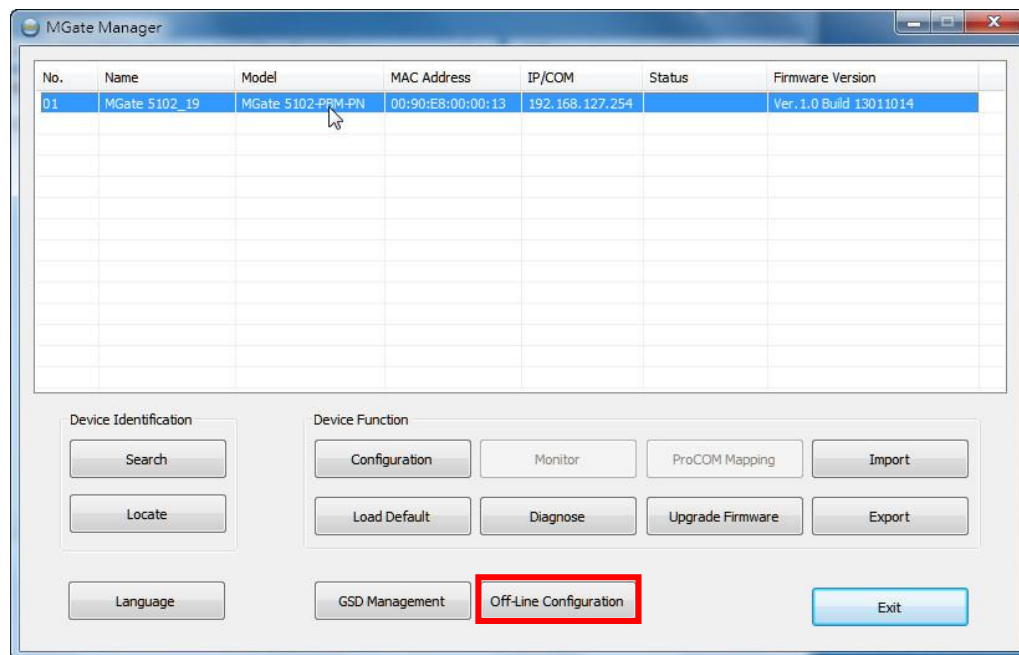 MGate Manager
No. Name Model MAC Address IP/COM Status Firmware Version
01 MGate 5102_19 MGate 5102-PBM-PN 00:90:E8:00:00:13 192.168.127.254 Ver.1.0 Build 13011014
Device Identification Device Function
Search Configuration Monitor ProCOM Mapping Import
Locate Load Default Diagnose Upgrade Firmware Export
Language GSD Management Off-Line Configuration Exit